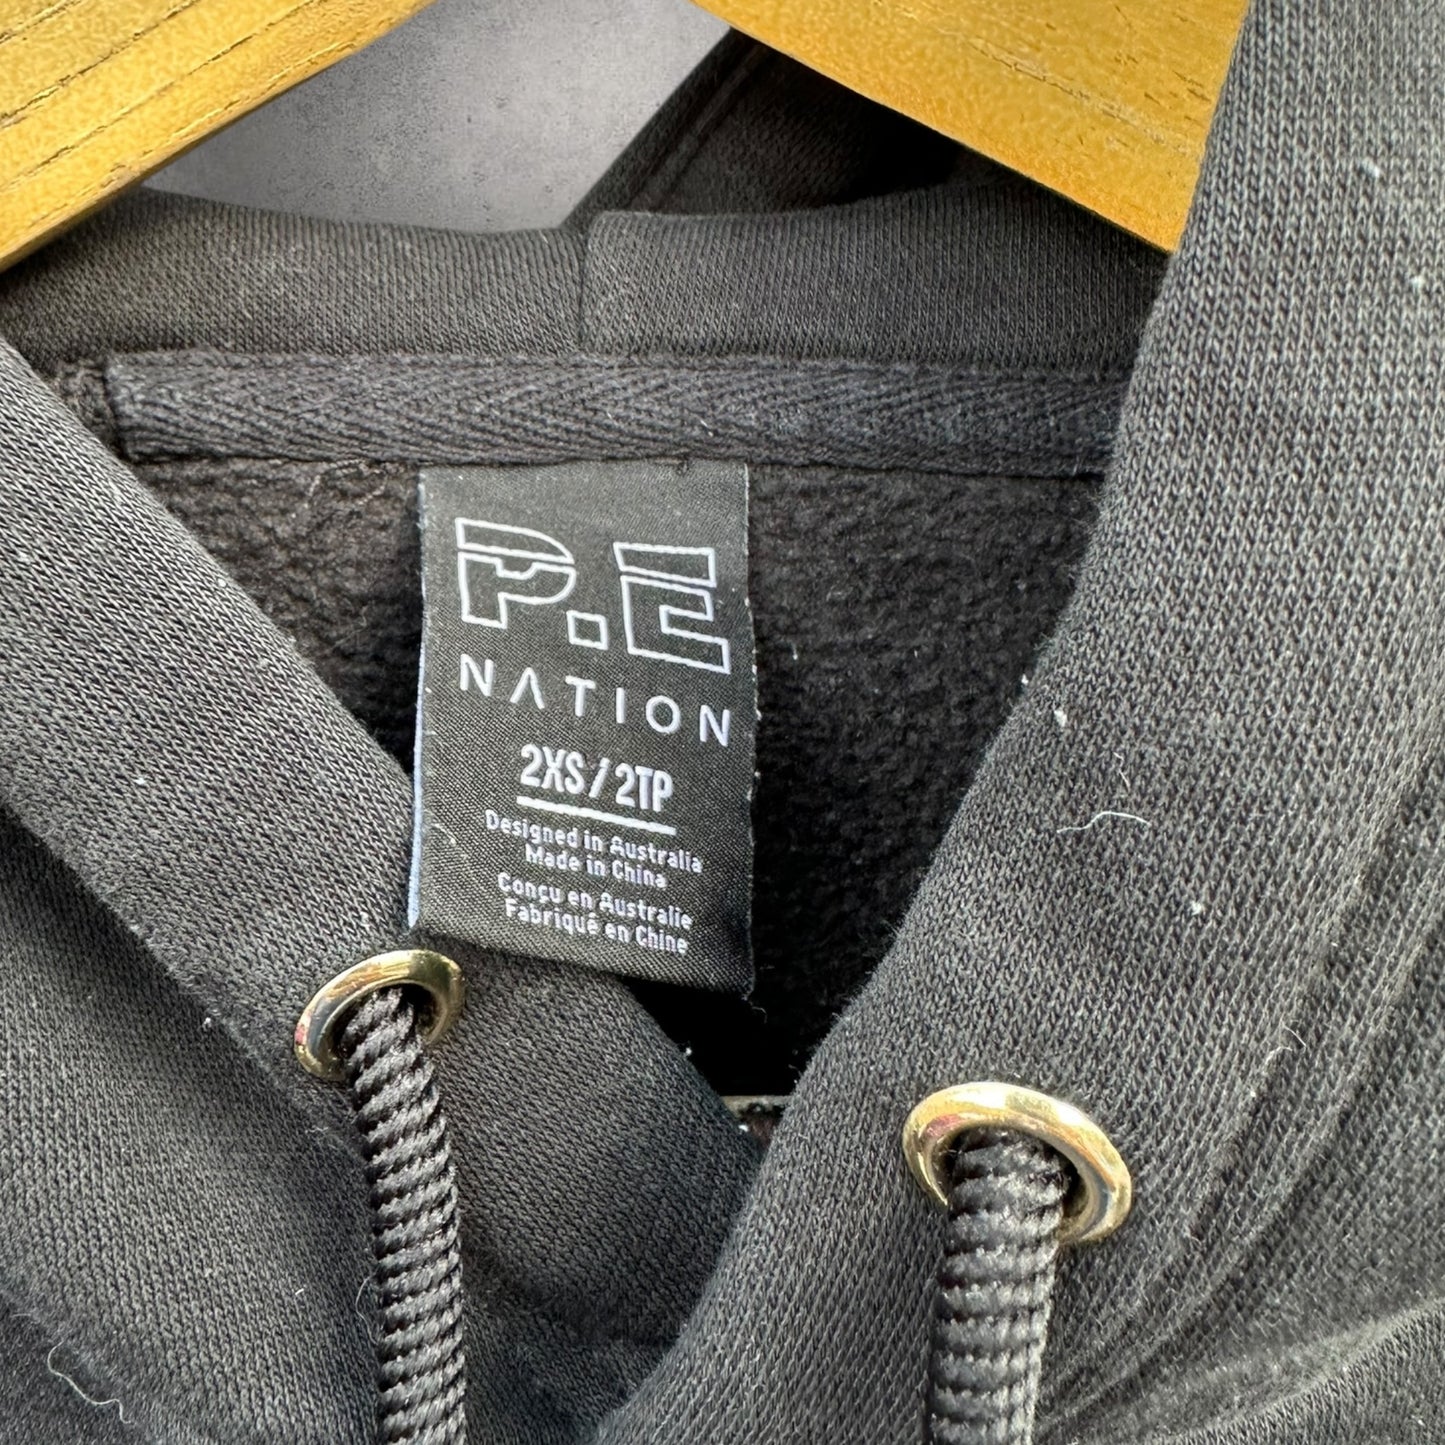 P.E
NATION
2XS/2TP
Designed in Australia
Made in China
Conçu en Australie
Fabriqué en Chine